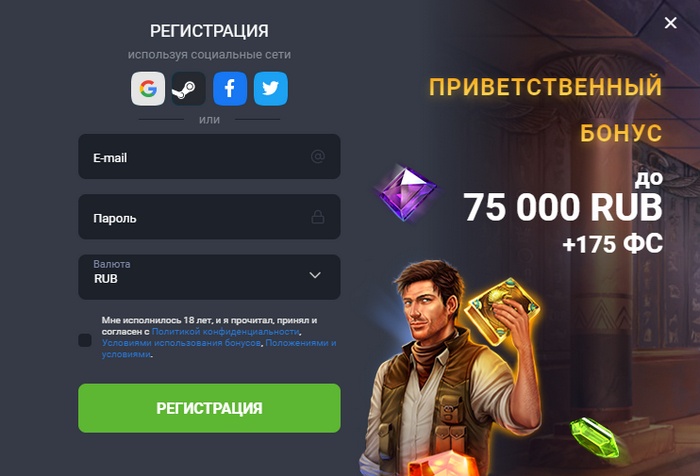 РЕГИСТРАЦИЯ
используя социальные сети
или
E-mail
Пароль
Валюта
RUB
Мне исполнилось 18 лет, и я прочитал, принял и
согласен с Политикой конфиденциальности,
Условиями использования бонусов, Положениями и
условиями.
РЕГИСТРАЦИЯ
ПРИВЕТСТВЕННЫЙ
БОНУС
до
75 000 RUB
+175 ФС